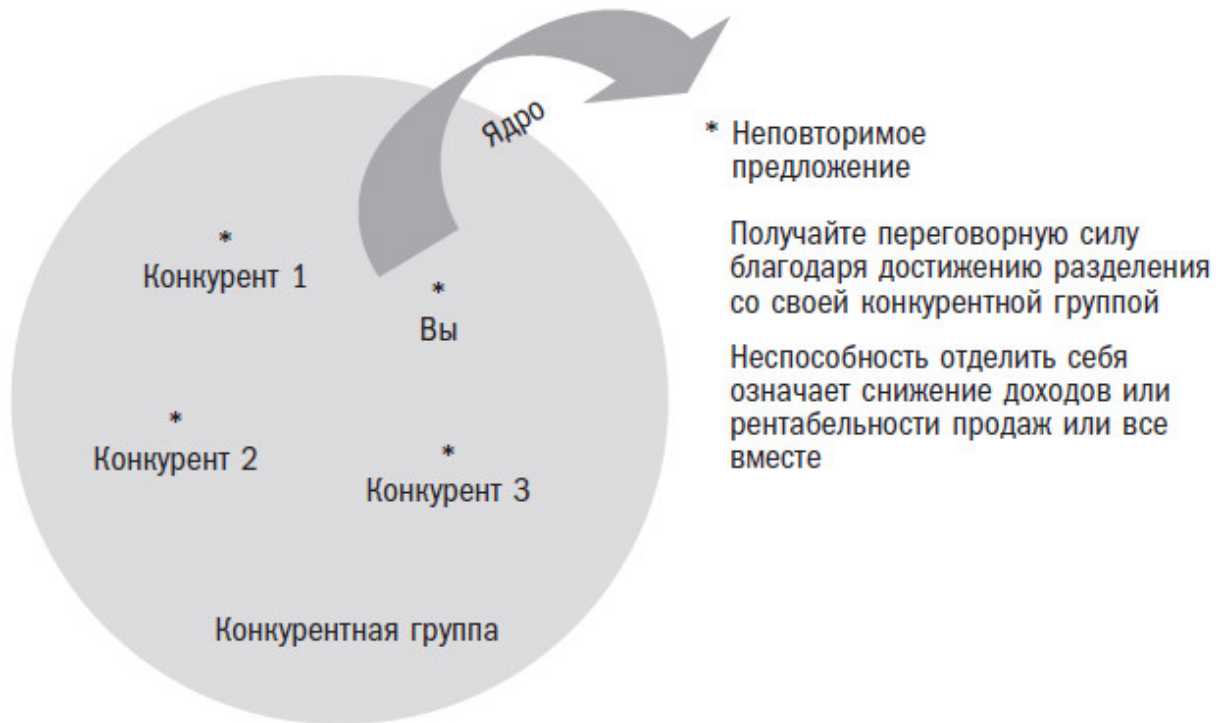 Ядро
* Неповторимое
предложение
Получайте переговорную силу
благодаря достижению разделения
со своей конкурентной группой
Неспособность отделить себя
означает снижение доходов или
рентабельности продаж или все
вместе
*
Конкурент 1
*
Вы
*
Конкурент 2
*
Конкурент 3
Конкурентная группа